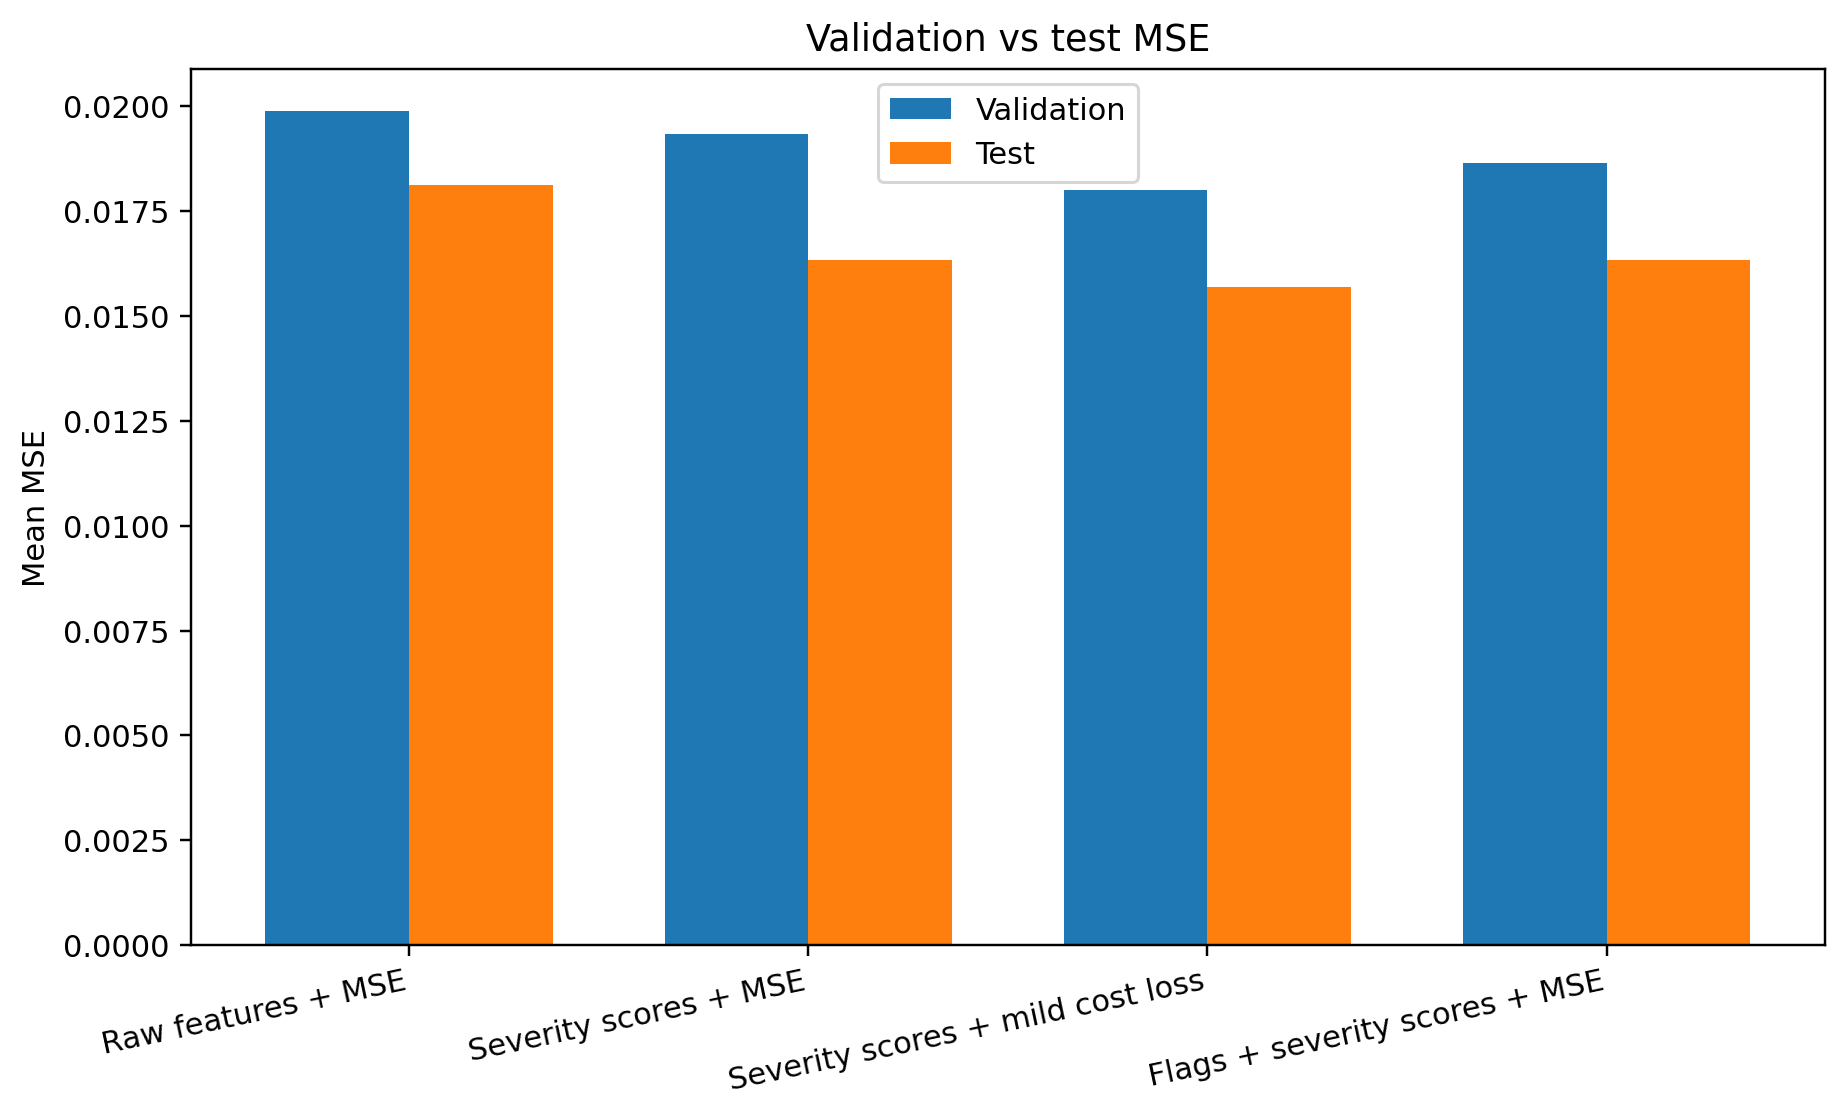 Validation vs test MSE
Validation
Test
Mean MSE
0.0200
0.0175
0.0150
0.0125
0.0100
0.0075
0.0050
0.0025
0.0000
Raw features + MSE
Severity scores + MSE
Severity scores + mild cost loss
Flags + severity scores + MSE